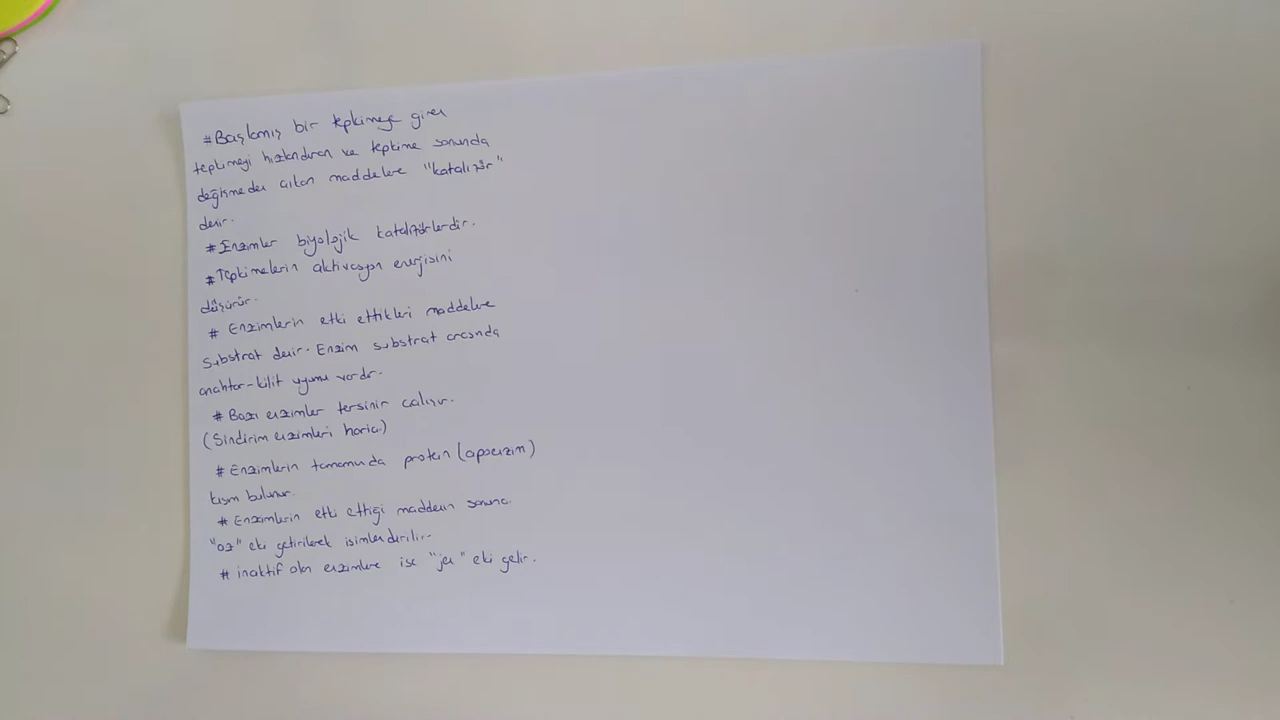 #Başlamış bir tepkimeye giren
tepkimeyi hızlandıran ve tepkime sonunda
değişmeden çıkan maddelere "katalizör"
denir.
#Enzimler biyolojik katalizörlerdir.
#Tepkimelerin aktivasyon enerjisini
düşürür.
# Enzimlerin etki ettikleri maddelere
Substrat denir. Enzim substrat arasında
anahtar-kilit uyumu vardır.
# Bazı enzimler tersinir çalışır.
(Sindirim enzimleri hariç)
# Enzimlerin tamamında protein (apoenzim)
kısım bulunur.
# Enzimlerin etki ettiği maddenin sonuna
"az" eki getirilerek isimlendirilir.
# inaktif olan enzimlere ise "jen" eki gelir.